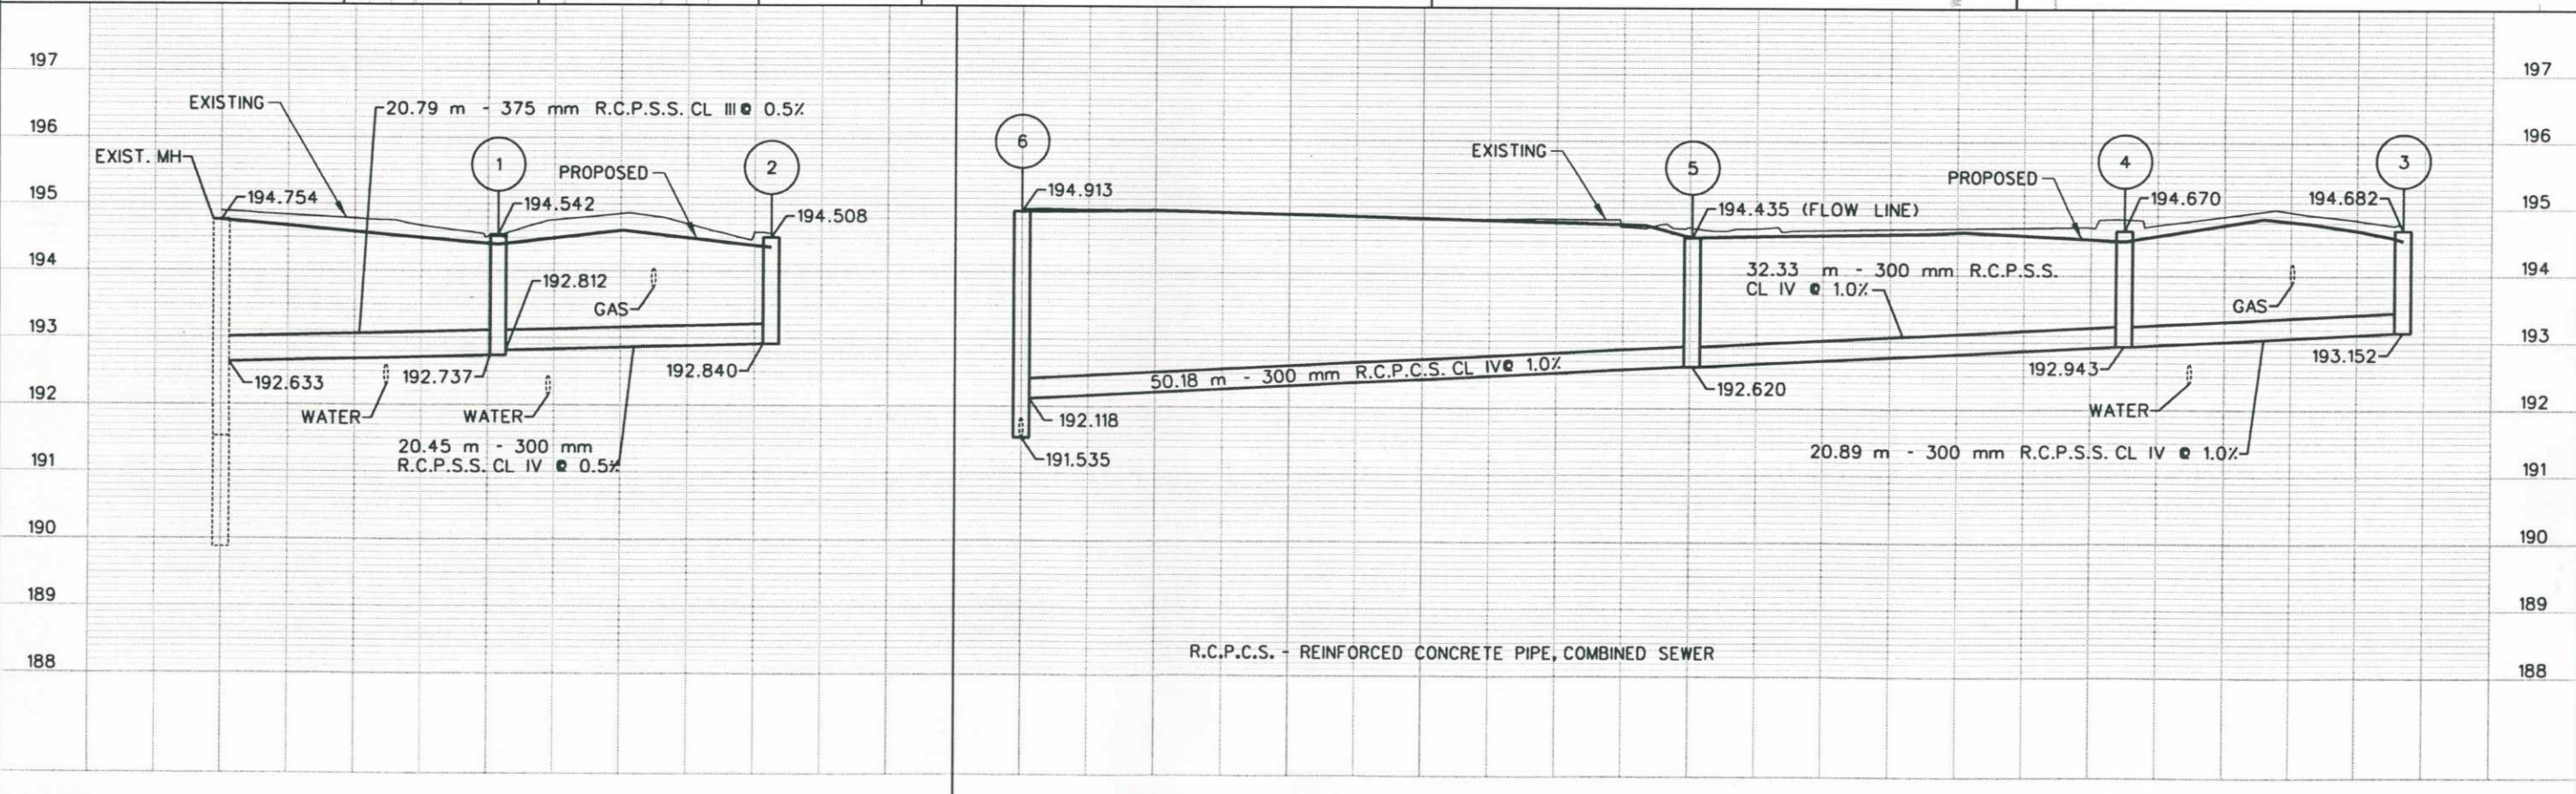 197
196
195
194
193
192
191
190
189
188
EXISTING
20.79 m - 375 mm R.C.P.S.S. CL III @ 0.5%
EXIST. MH
194.754
1
194.542
PROPOSED
2
194.508
192.812
GAS
192.633
192.737
192.840
WATER
WATER
20.45 m - 300 mm
R.C.P.S.S. CL IV @ 0.5%
6
194.913
EXISTING
5
194.435 (FLOW LINE)
PROPOSED
4
194.670
3
194.682
32.33 m - 300 mm R.C.P.S.S.
CL IV @ 1.0%
GAS
50.18 m - 300 mm R.C.P.C.S. CL IV@ 1.0%
192.118
191.535
192.620
192.943
193.152
WATER
20.89 m - 300 mm R.C.P.S.S. CL IV @ 1.0%
R.C.P.C.S. - REINFORCED CONCRETE PIPE, COMBINED SEWER
197
196
195
194
193
192
191
190
189
188